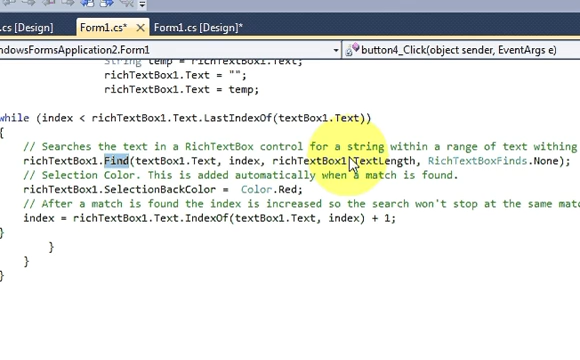 .cs [Design] Form1.cs* Form1.cs [Design]*
ndowsFormsApplication2.Form1 button4_Click(object sender, EventArgs e)
String temp = richTextBox1.Text;
richTextBox1.Text = "";
richTextBox1.Text = temp;
while (index < richTextBox1.Text.LastIndexOf(textBox1.Text))
{
// Searches the text in a RichTextBox control for a string within a range of text withing
richTextBox1.Find(textBox1.Text, index, richTextBox1.TextLength, RichTextBoxFinds.None);
// Selection Color. This is added automatically when a match is found.
richTextBox1.SelectionBackColor = Color.Red;
// After a match is found the index is increased so the search won't stop at the same mat
index = richTextBox1.Text.IndexOf(textBox1.Text, index) + 1;
}
}
}
}